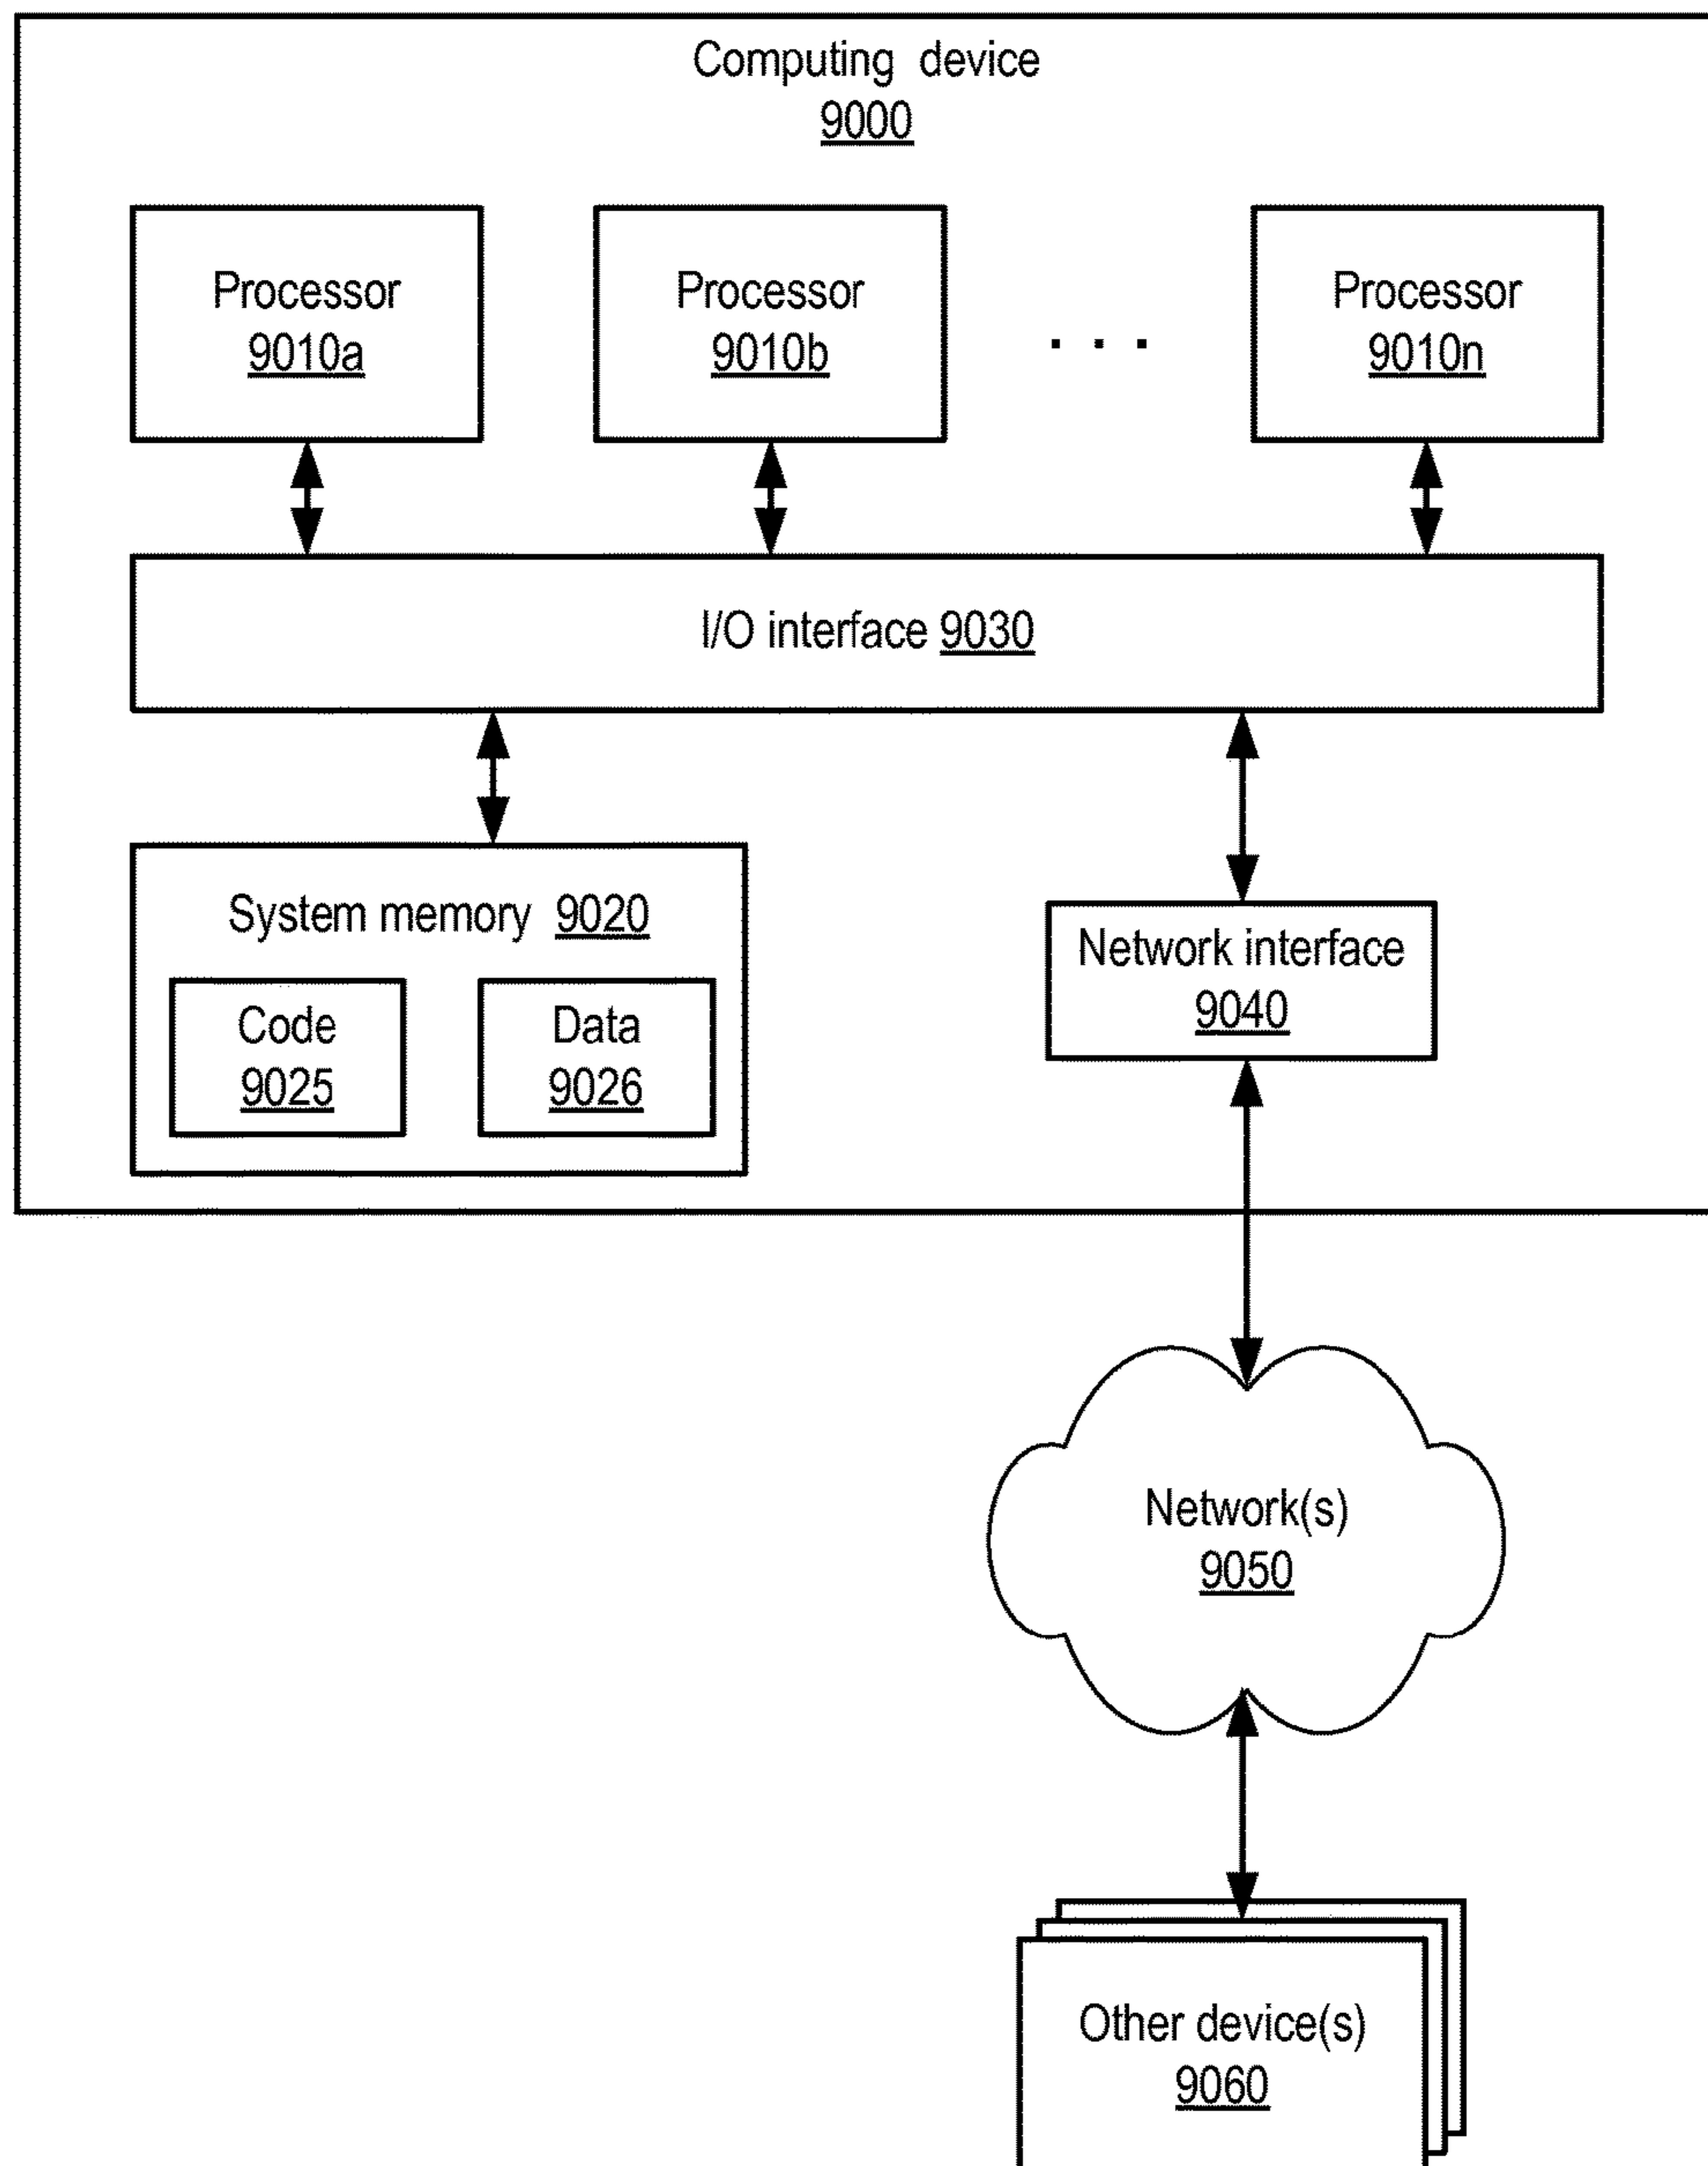 Computing device
9000
Processor
9010a
Processor
9010b
. . .
Processor
9010n
I/O interface 9030
System memory 9020
Code
9025
Data
9026
Network interface
9040
Network(s)
9050
Other device(s)
9060